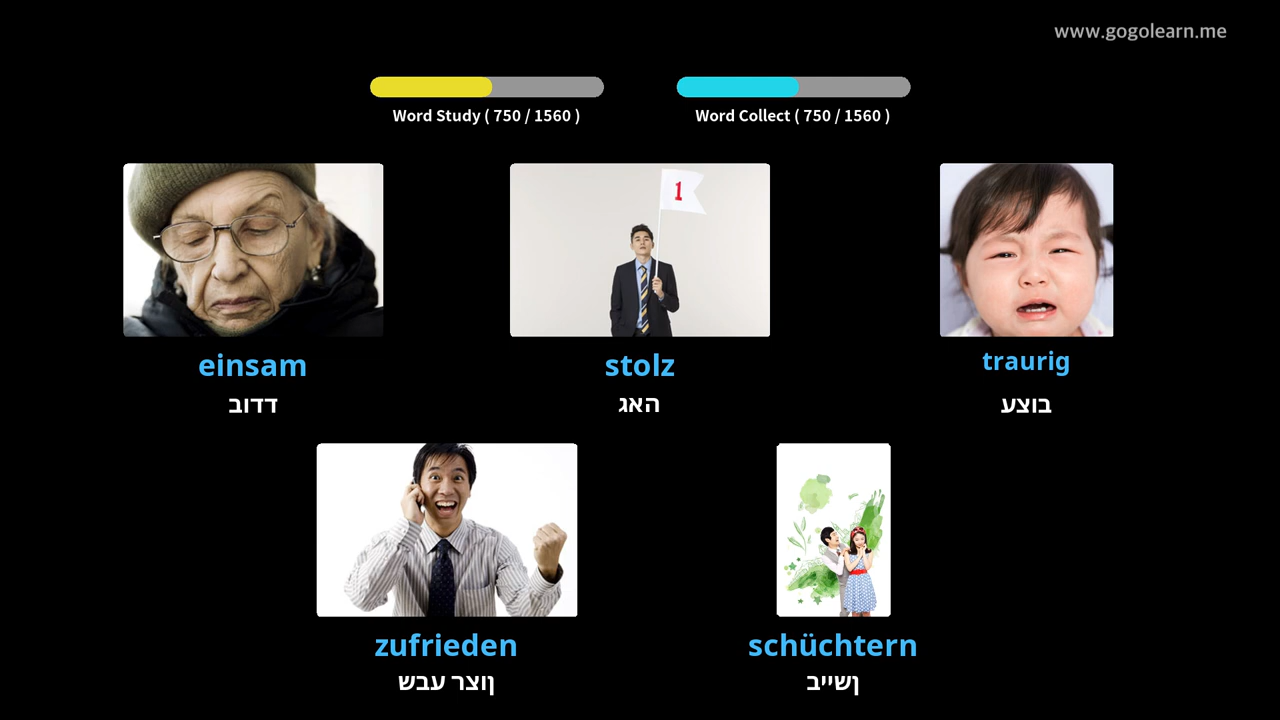 www.gogolearn.me
Word Study ( 750 / 1560 )
Word Collect ( 750 / 1560 )
1
einsam
דדוב
stolz
האג
traurig
בוצע
zufrieden
ןוצר עבש
schüchtern
ןשייב